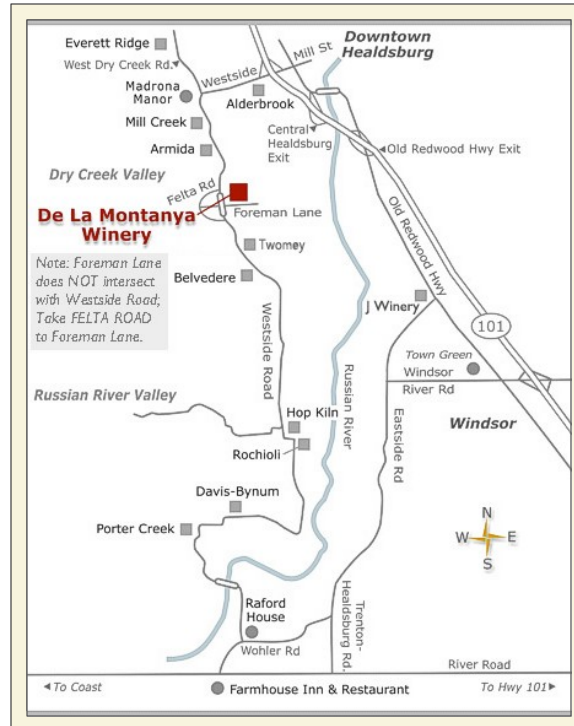 Downtown
Healdsburg
Everett Ridge
Mill St
West Dry Creek Rd.
Westside
Madrona
Manor
Alderbrook
Mill Creek
Central
Healdsburg
Exit
Old Redwood Hwy Exit
Armida
Dry Creek Valley
Felta Rd
De La Montanya
Winery
Foreman Lane
Old Redwood Hwy
Note: Foreman Lane
does NOT intersect
with Westside Road;
Take FELTA ROAD
to Foreman Lane.
Twomey
Belvedere
J Winery
101
Westside Road
Russian River
Town Green
Windsor
River Rd
Russian River Valley
Hop Kiln
Rochioli
Eastside Rd
Windsor
Davis-Bynum
Porter Creek
N
W
E
S
Raford
House
Trenton-
Healdsburg Rd.
Wohler Rd
River Road
To Coast
Farmhouse Inn & Restaurant
To Hwy 101